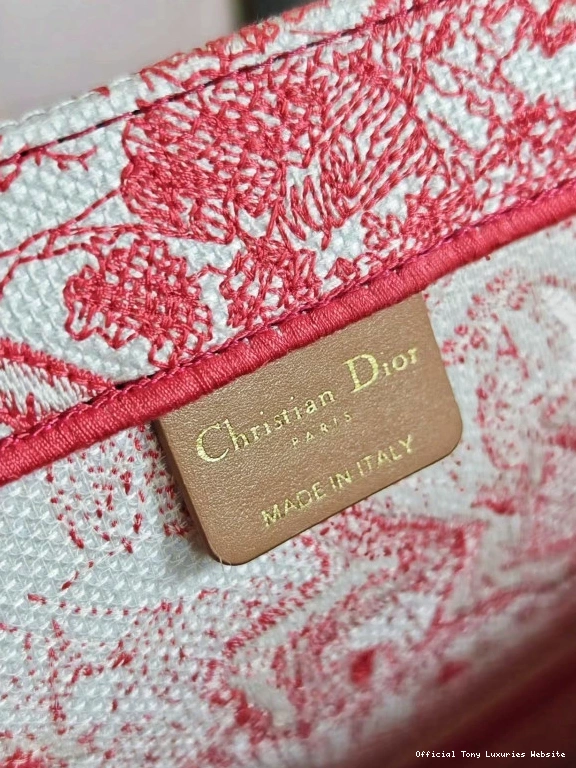 Christian Dior
PARIS
MADE IN ITALY
Official Tony Luxuries Website